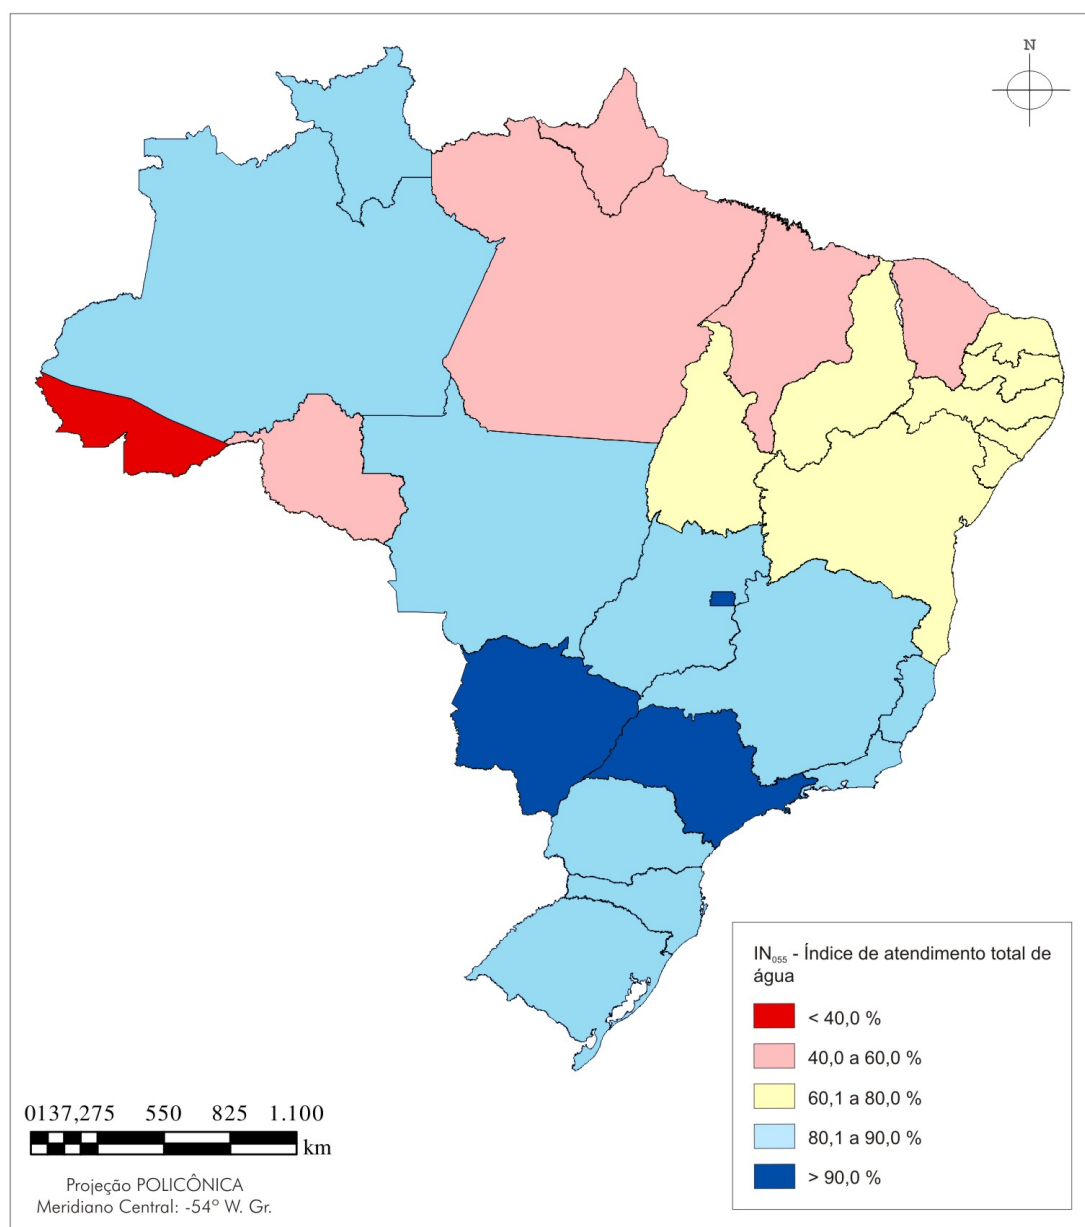 N
IN₀₅₅ - Índice de atendimento total de
água
< 40,0 %
40,0 a 60,0 %
60,1 a 80,0 %
80,1 a 90,0 %
> 90,0 %
0137,275 550 825 1.100
km
Projeção POLICÔNICA
Meridiano Central: -54º W. Gr.